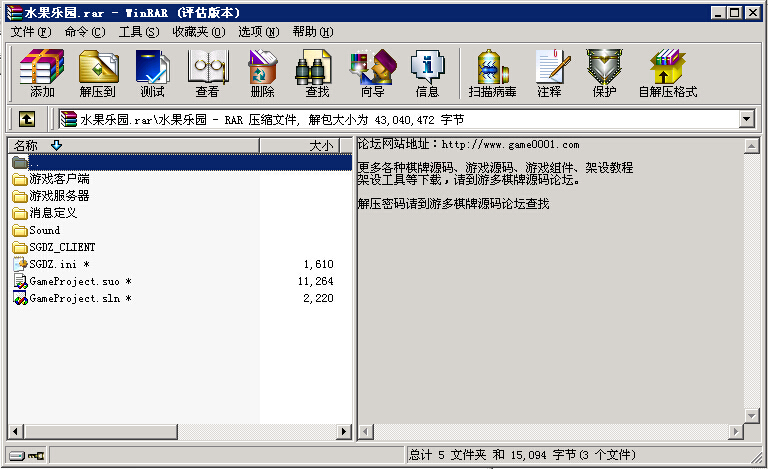 水果乐园.rar - WinRAR (评估版本)
文件(F) 命令(C) 工具(S) 收藏夹(O) 选项(N) 帮助(H)
添加 解压到 测试 查看 删除 查找 向导 信息 扫描病毒 注释 保护 自解压格式
水果乐园.rar\水果乐园 - RAR 压缩文件, 解包大小为 43,040,472 字节
名称 大小
..
游戏客户端
游戏服务器
消息定义
Sound
SGDZ_CLIENT
SGDZ.ini * 1,610
GameProject.suo * 11,264
GameProject.sln * 2,220
论坛网站地址：http://www.game0001.com
更多各种棋牌源码、游戏源码、游戏组件、架设教程
架设工具等下载，请到游多棋牌源码论坛。
解压密码请到游多棋牌源码论坛查找
总计 5 文件夹 和 15,094 字节(3 个文件)